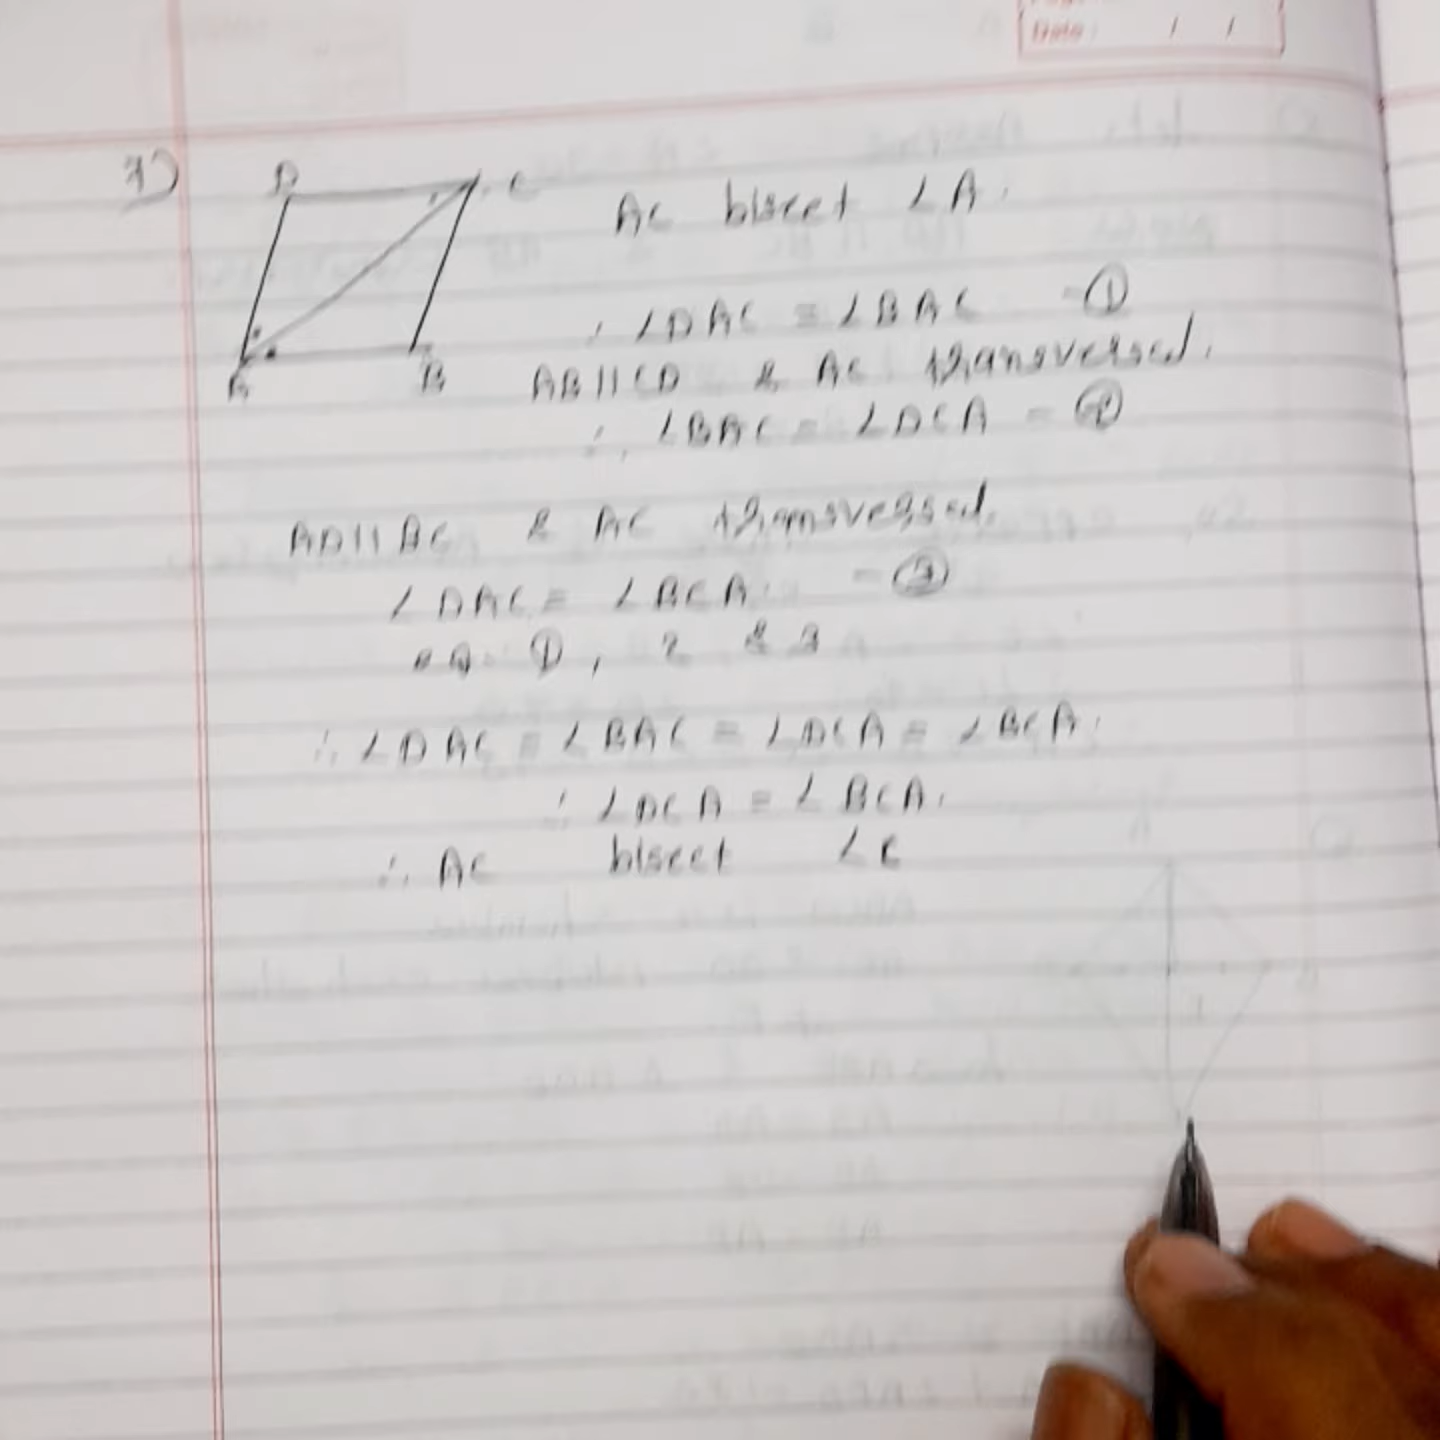 Date: / /
7)
D C
AC bisect ∠A.
∴ ∠DAC ≡ ∠BAC - ①
A B
AB||CD & AC transversal.
∴ ∠BAC = ∠DCA - ②
AD||BC & AC transversal.
∠DAC = ∠BCA. - ③
eq. ①, 2 & 3
∴ ∠DAC ≡ ∠BAC ≡ ∠DCA ≡ ∠BCA.
∴ ∠DCA ≡ ∠BCA.
∴ AC bisect ∠C